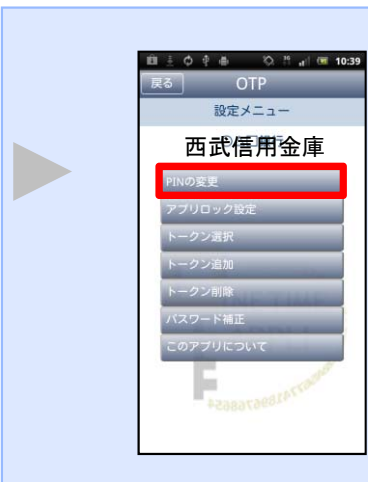 10:39
戻る OTP
設定メニュー
西武信用金庫
PINの変更
アプリロック設定
トークン選択
トークン追加
トークン削除
パスワード補正
このアプリについて